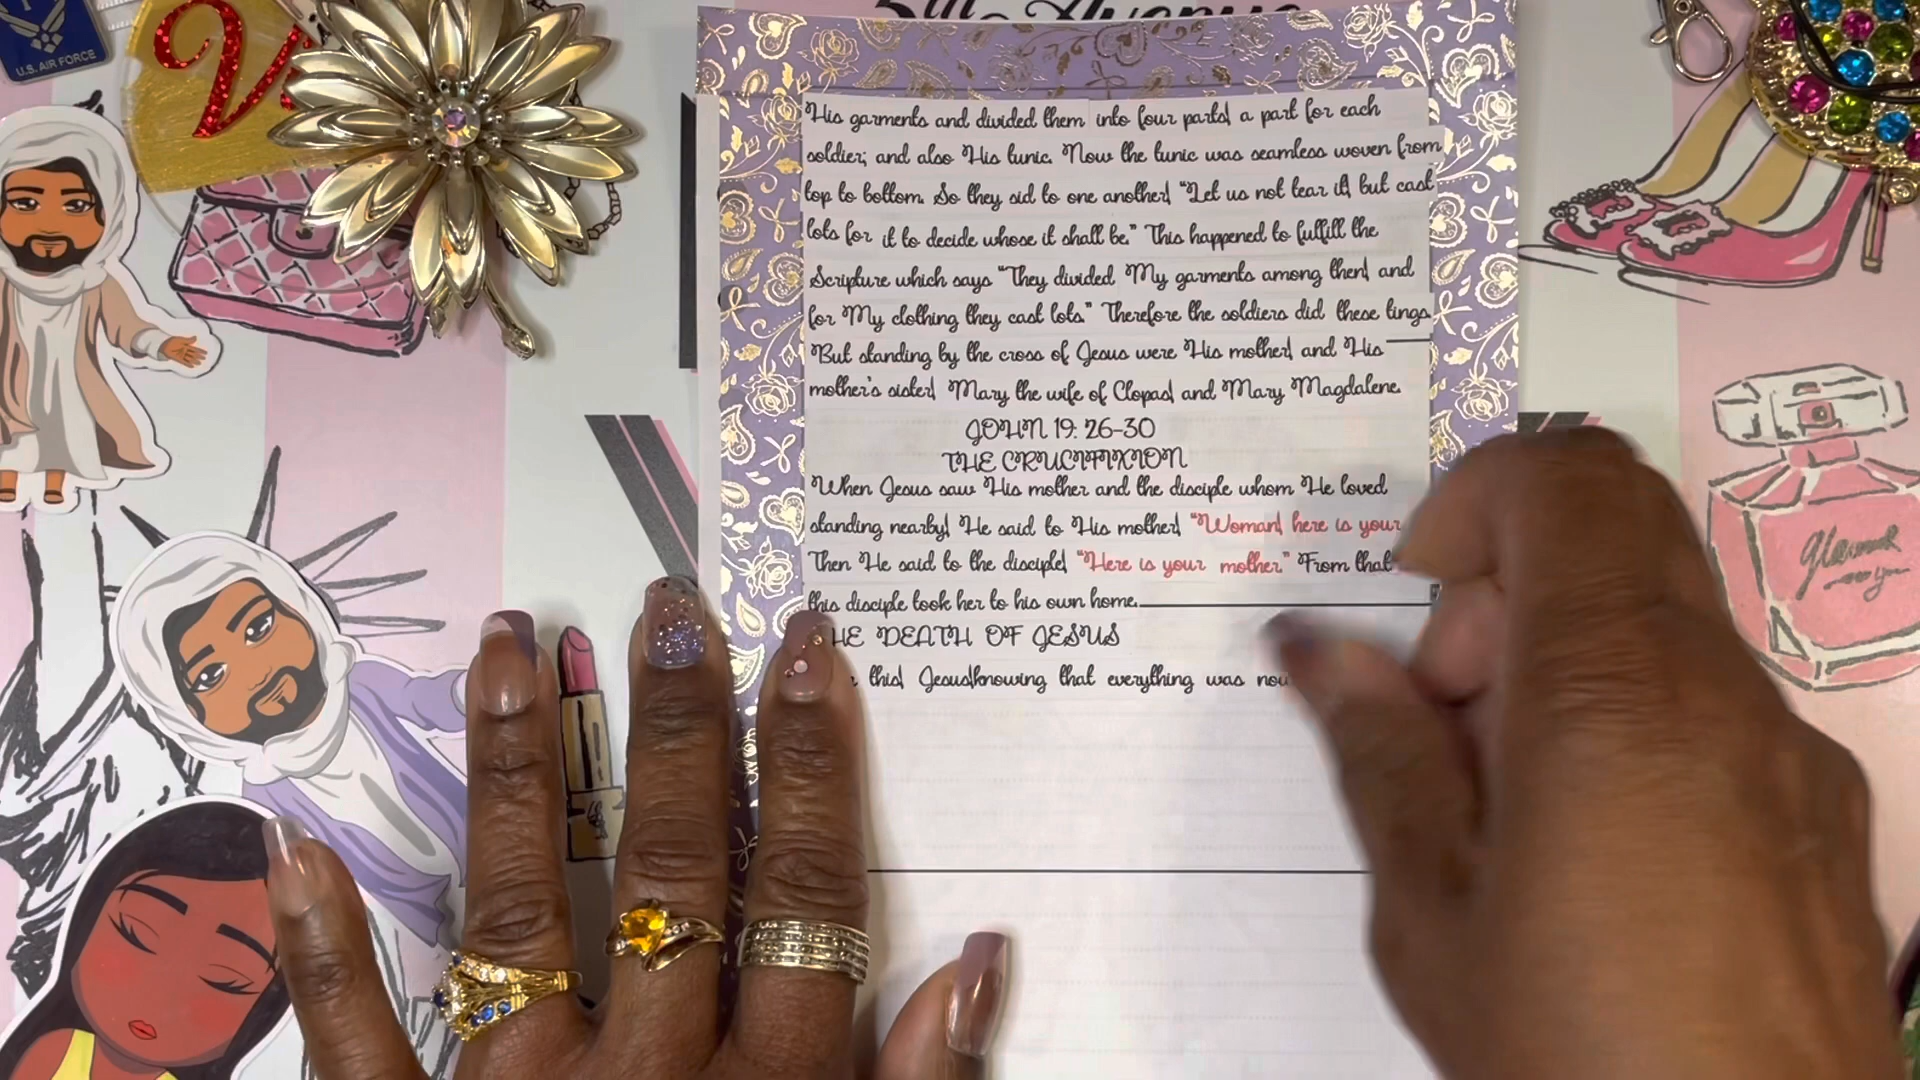 5th Avenue
U.S. AIR FORCE
V
His garments and divided them into four parts, a part for each
soldier; and also His tunic. Now the tunic was seamless woven from
top to bottom. So they sid to one another, "Let us not tear it, but cast
lots for it to decide whose it shall be." This happened to fulfill the
Scripture which says "They divided My garments among then, and
for My clothing they cast lots." Therefore the soldiers did these tings.
But standing by the cross of Jesus were His mother, and His
mother's sister, Mary the wife of Clopas, and Mary Magdalene.
JOHN 19: 26-30
THE CRUCIFIXION
When Jesus saw His mother and the disciple whom He loved
standing nearby, He said to His mother, "Woman, here is your
Then He said to the disciple, "Here is your mother." From that
this disciple took her to his own home.
HE DEATH OF JESUS
this, Jesus,knowing that everything was now
Glamour